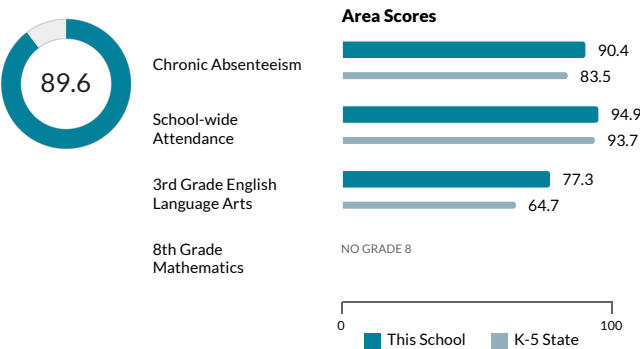 Area Scores
89.6
Chronic Absenteeism
90.4
83.5
School-wide
Attendance
94.9
93.7
3rd Grade English
Language Arts
77.3
64.7
8th Grade
Mathematics
NO GRADE 8
0 100
This School K-5 State